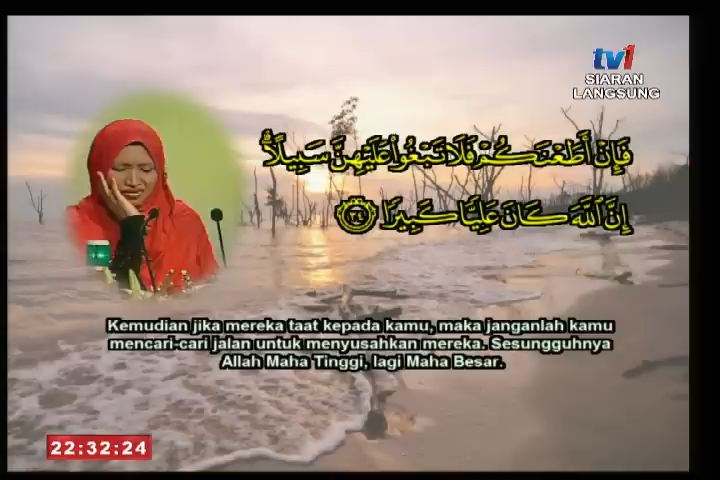 tv1
SIARAN
LANGSUNG
فَإِنْ أَطَعْنَكُمْ فَلَا تَبْغُوا۟ عَلَيْهِنَّ سَبِيلًا ۗ
إِنَّ ٱللَّهَ كَانَ عَلِيًّا كَبِيرًا ﴿٣٤﴾
Kemudian jika mereka taat kepada kamu, maka janganlah kamu
mencari-cari jalan untuk menyusahkan mereka. Sesungguhnya
Allah Maha Tinggi, lagi Maha Besar.
22:32:24